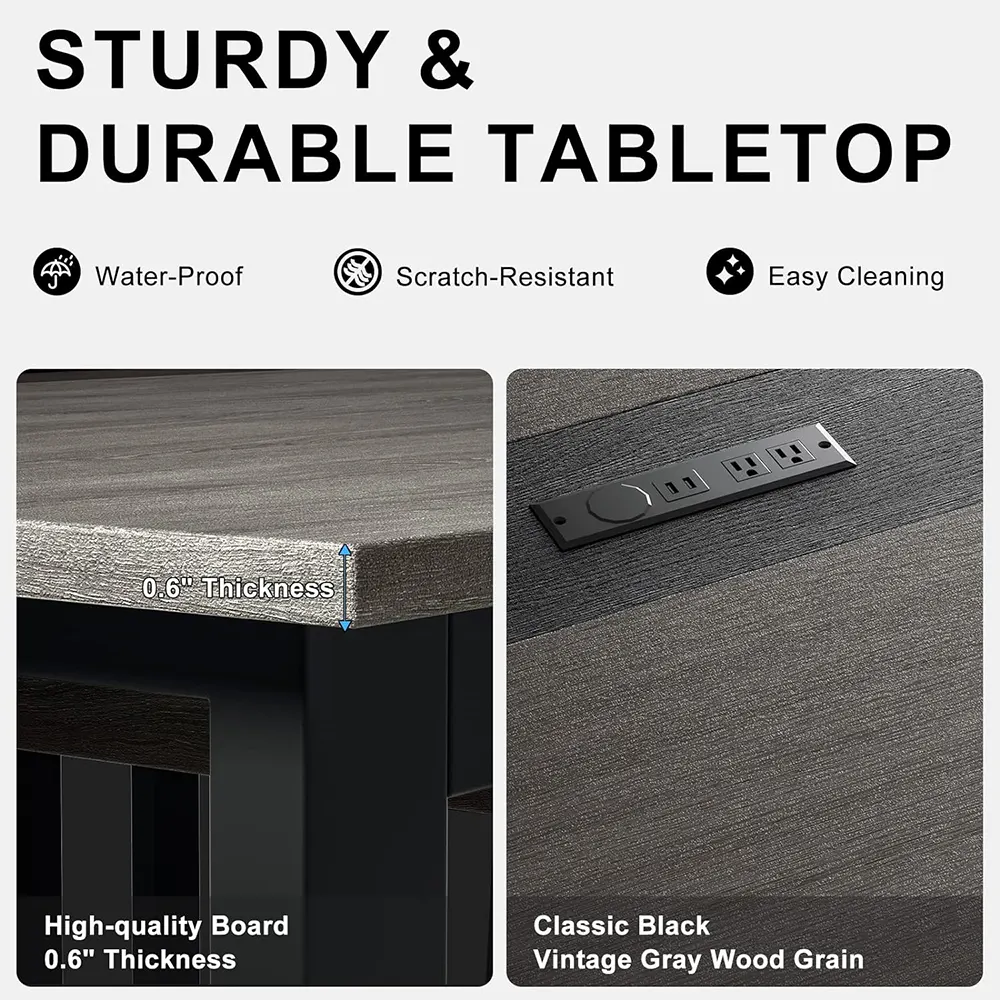 STURDY &
DURABLE TABLETOP
Water-Proof
Scratch-Resistant
Easy Cleaning
0.6" Thickness
High-quality Board
0.6" Thickness
Classic Black
Vintage Gray Wood Grain